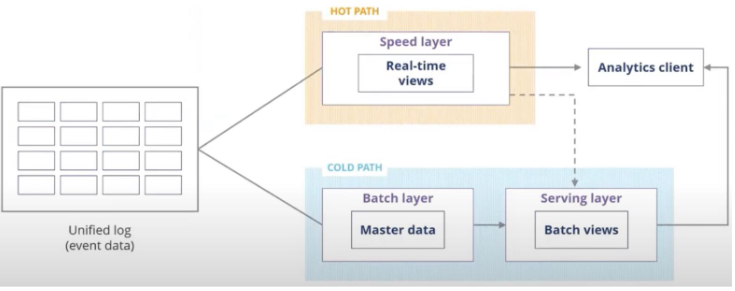 HOT PATH
Speed layer
Real-time
views
Analytics client
Unified log
(event data)
COLD PATH
Batch layer
Master data
Serving layer
Batch views